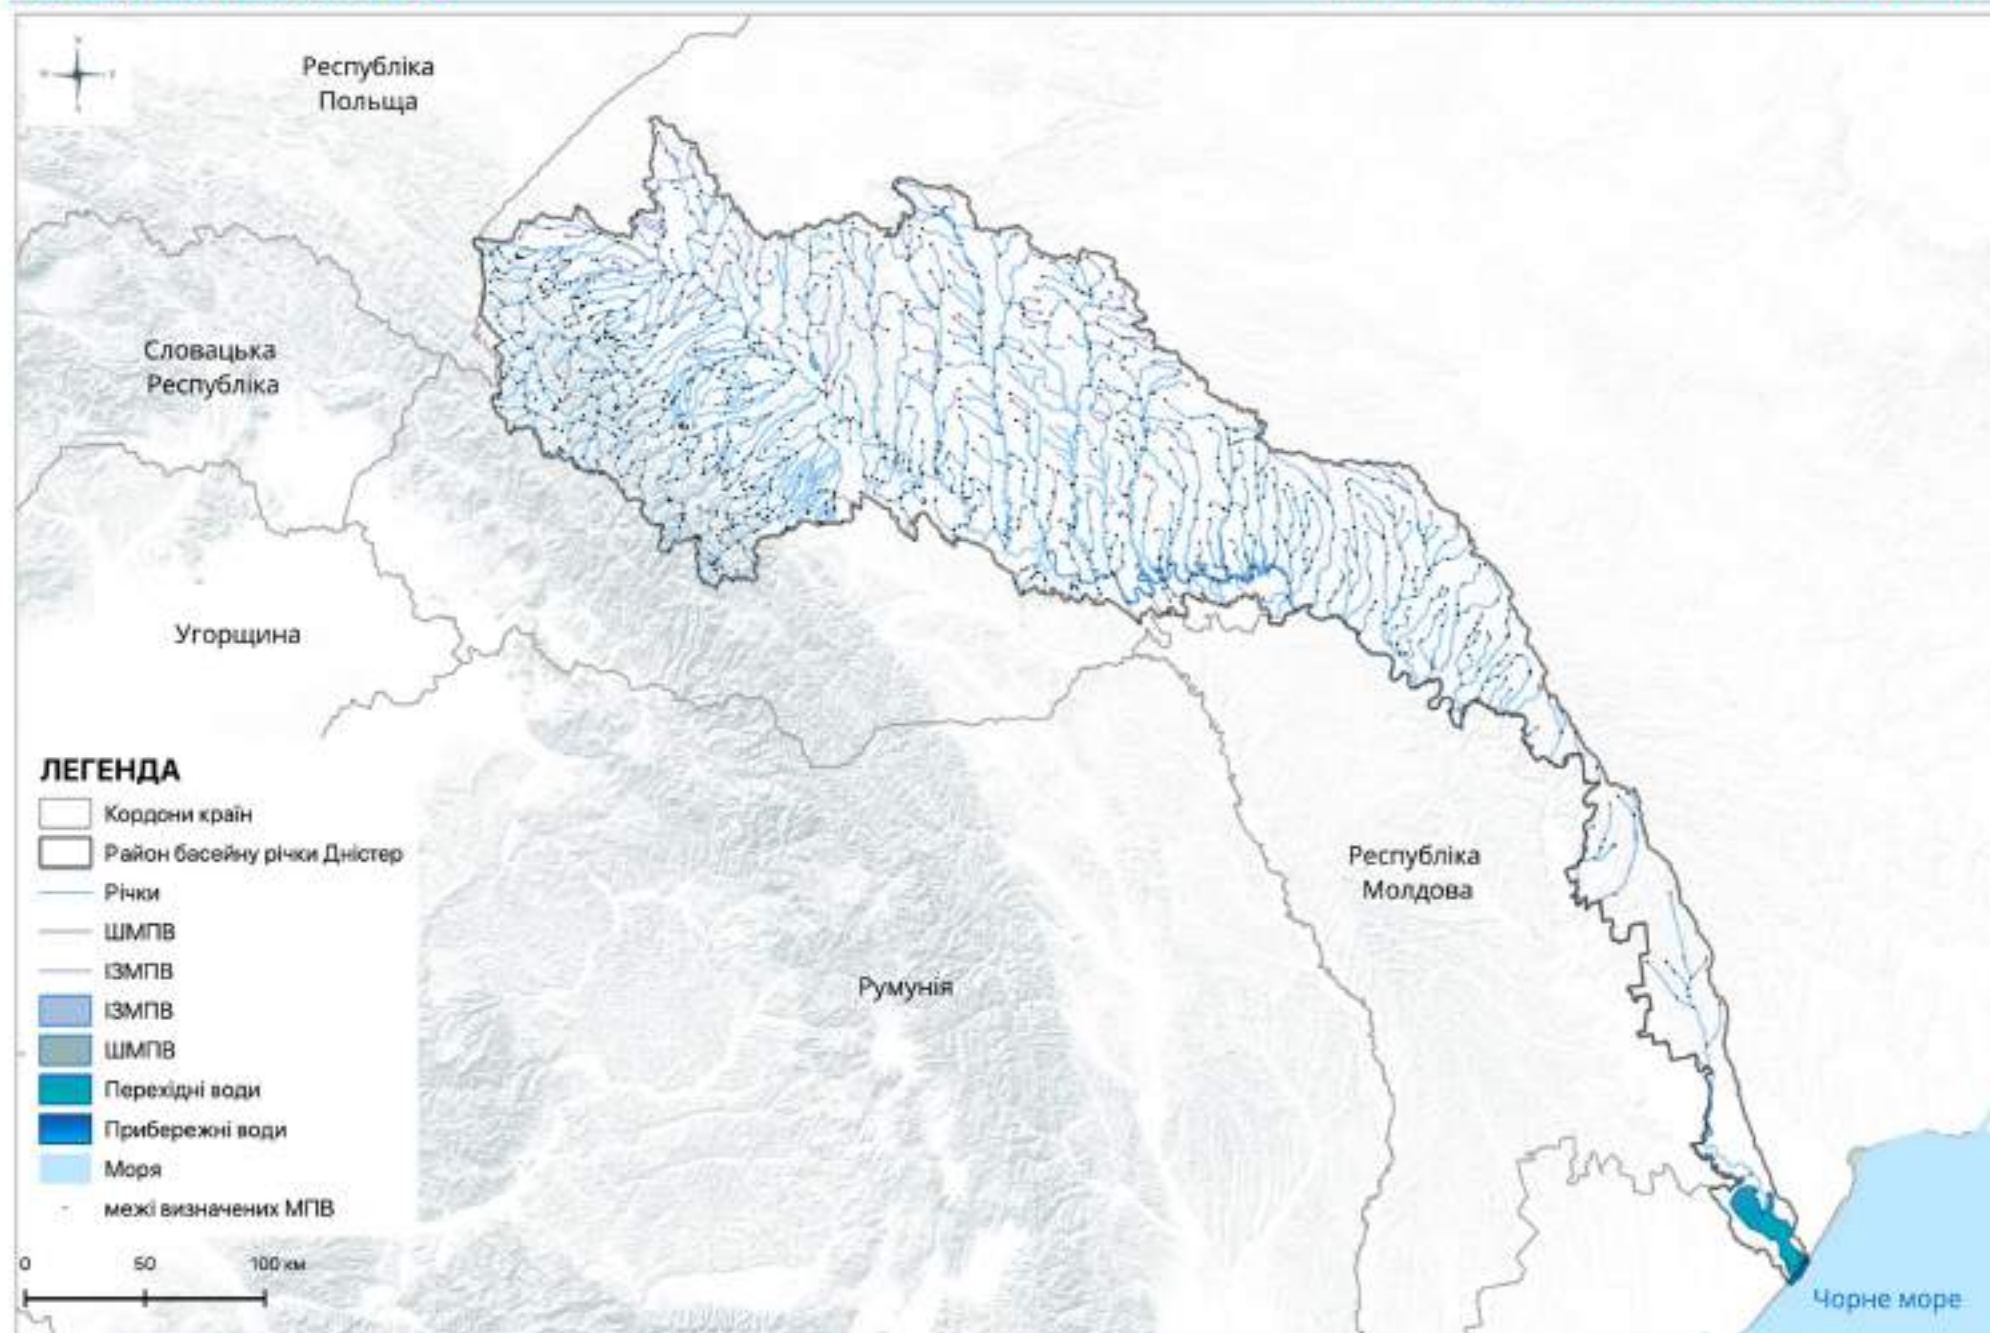 Республіка
Польща
Словацька
Республіка
Угорщина
ЛЕГЕНДА
Кордони країн
Район басейну річки Дністер
Річки
ШМПВ
ІЗМПВ
ІЗМПВ
ШМПВ
Перехідні води
Прибережні води
Моря
межі визначених МПВ
0 50 100 км
Республіка
Молдова
Румунія
Чорне море